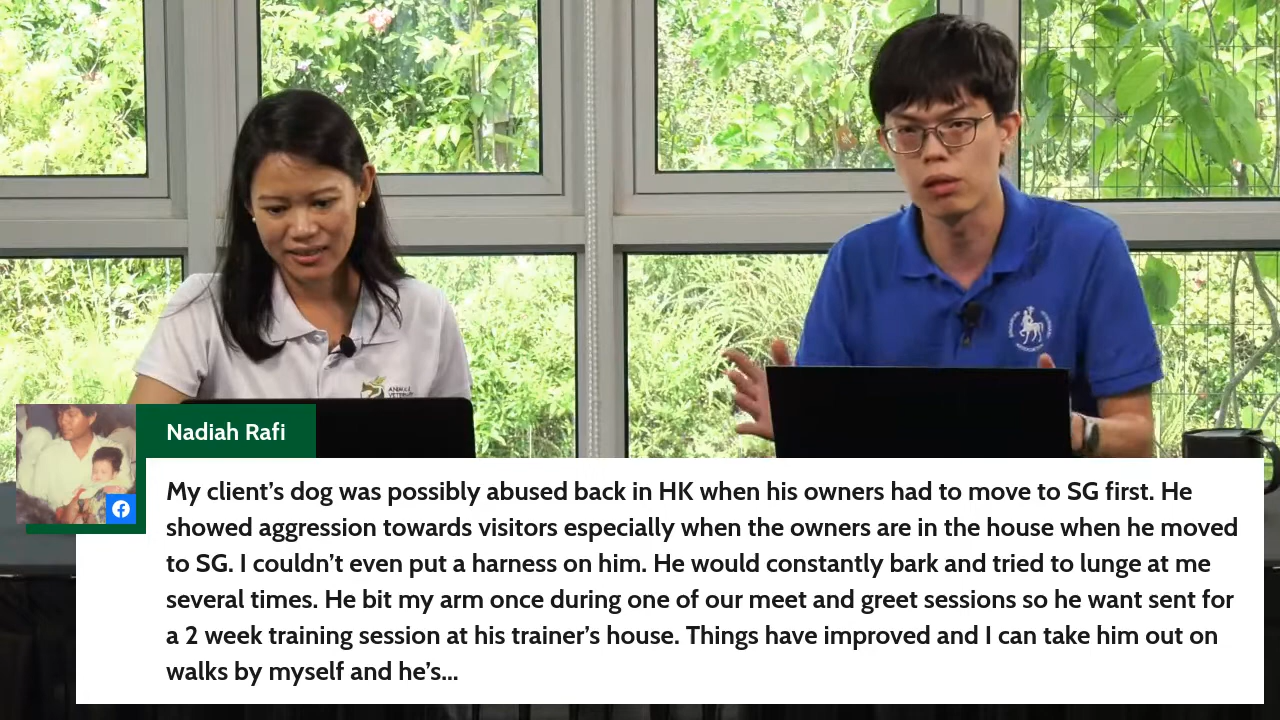 Nadiah Rafi
My client's dog was possibly abused back in HK when his owners had to move to SG first. He
showed aggression towards visitors especially when the owners are in the house when he moved
to SG. I couldn't even put a harness on him. He would constantly bark and tried to lunge at me
several times. He bit my arm once during one of our meet and greet sessions so he want sent for
a 2 week training session at his trainer's house. Things have improved and I can take him out on
walks by myself and he's...